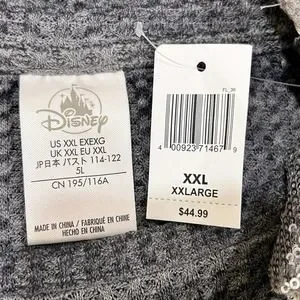 Disney
US XXL EXEXG
UK XXL EU XXL
JP日本 バスト 114-122
5L
CN 195/116A
MADE IN CHINA / FABRIQUÉ EN CHINE
HECHO EN CHINA
4 00923 71467 9
XXL
XXLARGE
$44.99